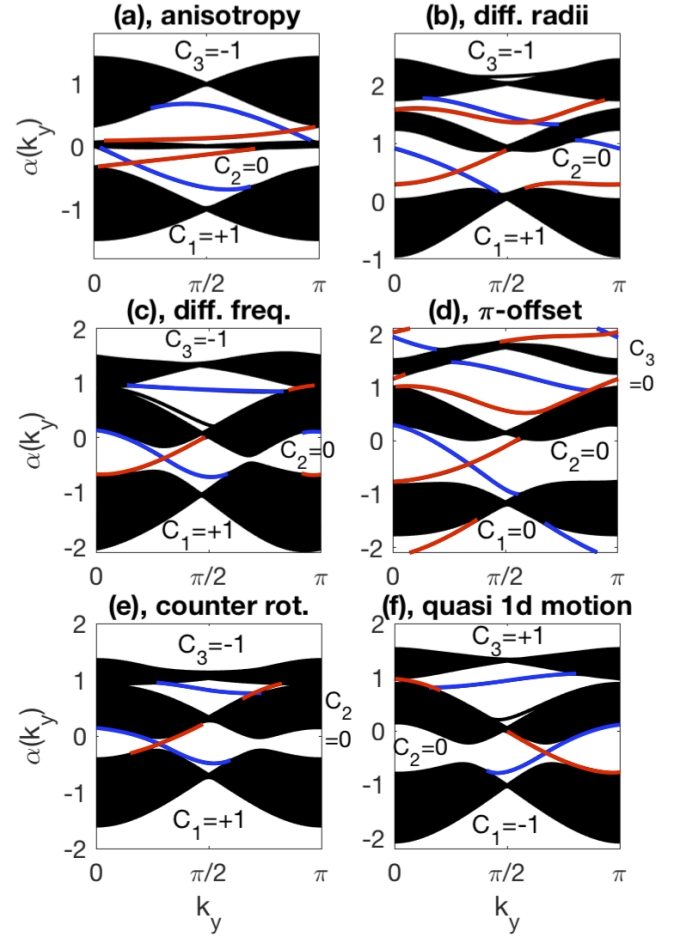 (a), anisotropy
C3=-1
1
0
-1
α(ky)
C2=0
C1=+1
0
π/2
π
(b), diff. radii
C3=-1
2
1
0
-1
C2=0
C1=+1
0
π/2
π
(c), diff. freq.
C3=-1
2
1
0
-1
-2
α(ky)
C2=0
C1=+1
0
π/2
π
(d), π-offset
2
1
0
-1
-2
C3
=0
C2=0
C1=0
0
π/2
π
(e), counter rot.
C3=-1
2
1
0
-1
-2
α(ky)
C2
=0
C1=+1
0
π/2
π
ky
(f), quasi 1d motion
C3=+1
2
1
0
-1
-2
C2=0
C1=-1
0
π/2
π
ky